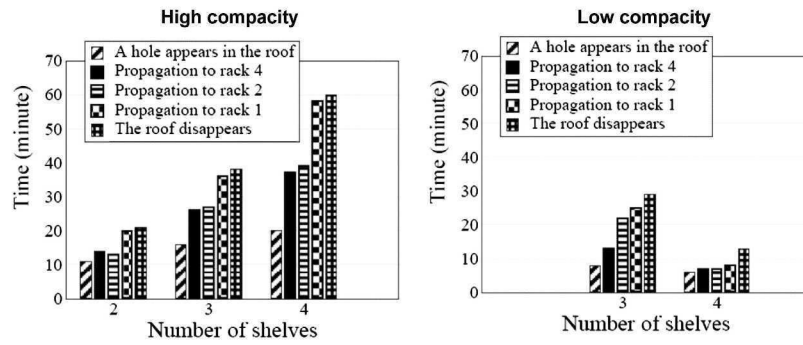 High compacity
70
60
50
40
30
20
10
0
Time (minute)
A hole appears in the roof
Propagation to rack 4
Propagation to rack 2
Propagation to rack 1
The roof disappears
2 3 4
Number of shelves
Low compacity
70
60
50
40
30
20
10
0
Time (minute)
A hole appears in the roof
Propagation to rack 4
Propagation to rack 2
Propagation to rack 1
The roof disappears
3 4
Number of shelves